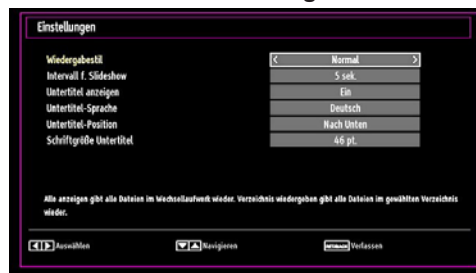 Einstellungen
Wiedergabestil < Normal >
Intervall f. Slideshow 5 sek.
Untertitel anzeigen Ein
Untertitel-Sprache Deutsch
Untertitel-Position Nach Unten
Schriftgröße Untertitel 46 pt.
Alle anzeigen gibt alle Dateien im Wechsellaufwerk wieder. Verzeichnis wiedergeben gibt alle Dateien im gewählten Verzeichnis
wieder.
Auswählen Navigieren Verlassen